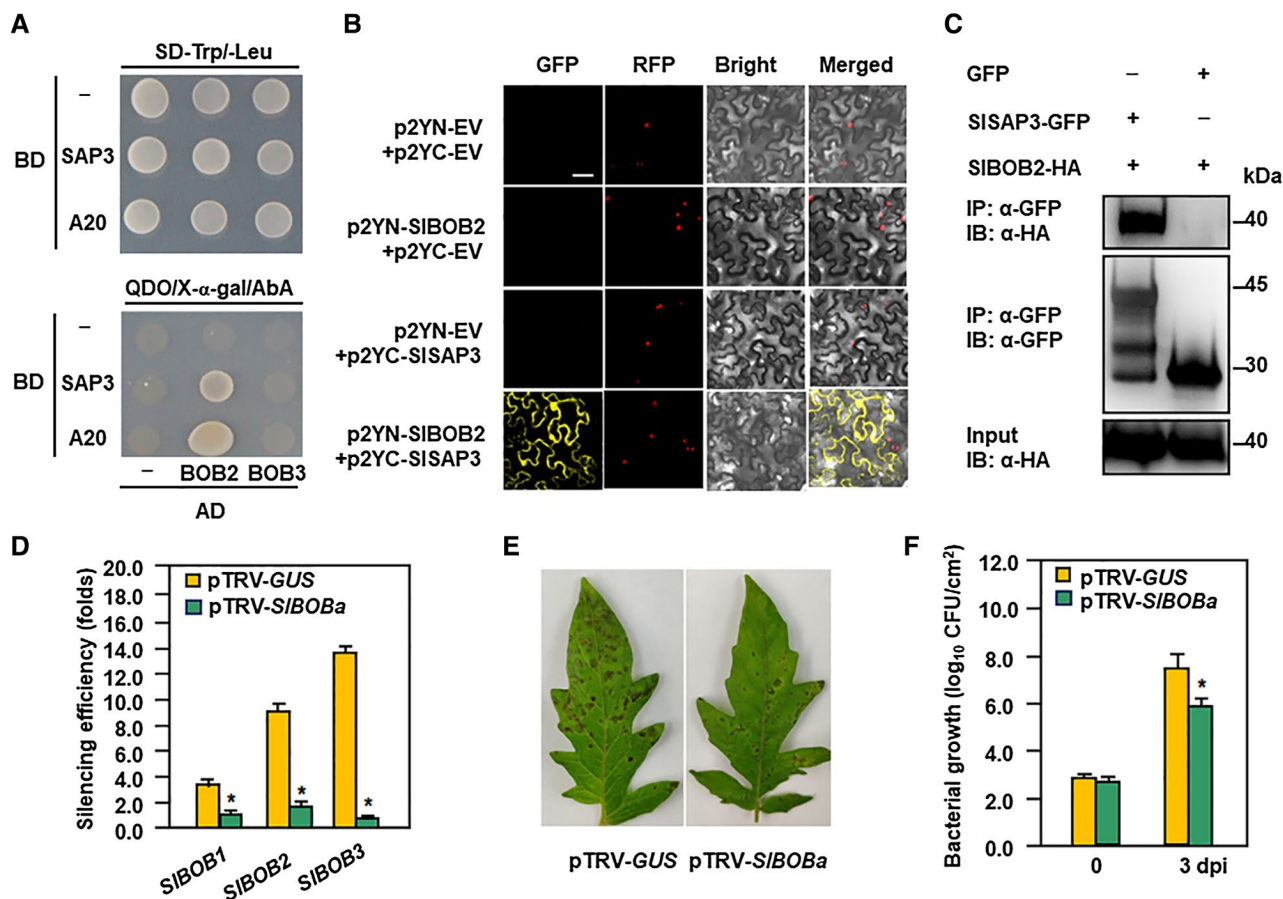 A
SD-Trp/-Leu
BD
–
SAP3
A20
QDO/X-α-gal/AbA
BD
–
SAP3
A20
– BOB2 BOB3
AD
B
GFP RFP Bright Merged
p2YN-EV
+p2YC-EV
p2YN-SlBOB2
+p2YC-EV
p2YN-EV
+p2YC-SlSAP3
p2YN-SlBOB2
+p2YC-SlSAP3
C
GFP – +
SlSAP3-GFP + –
SlBOB2-HA + +
kDa
IP: α-GFP
IB: α-HA
40
IP: α-GFP
IB: α-GFP
45
30
Input
IB: α-HA
40
D
Silencing efficiency (folds)
20.0
18.0
16.0
14.0
12.0
10.0
8.0
6.0
4.0
2.0
0.0
pTRV-GUS
pTRV-SlBOBa
* * *
SlBOB1 SlBOB2 SlBOB3
E
pTRV-GUS pTRV-SlBOBa
F
Bacterial growth (log₁₀ CFU/cm²)
12.0
10.0
8.0
6.0
4.0
2.0
0.0
pTRV-GUS
pTRV-SlBOBa
*
0 3 dpi